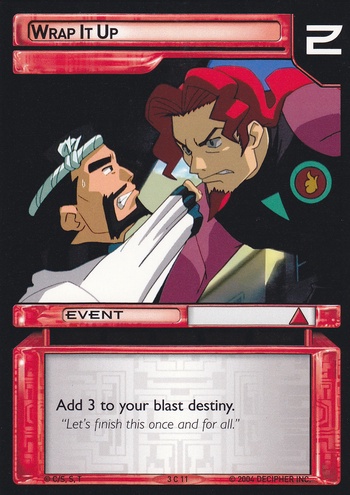 WRAP IT UP
2
EVENT
Add 3 to your blast destiny.
"Let's finish this once and for all."
© C/S, S, T 3 C 11 © 2004 DECIPHER INC.